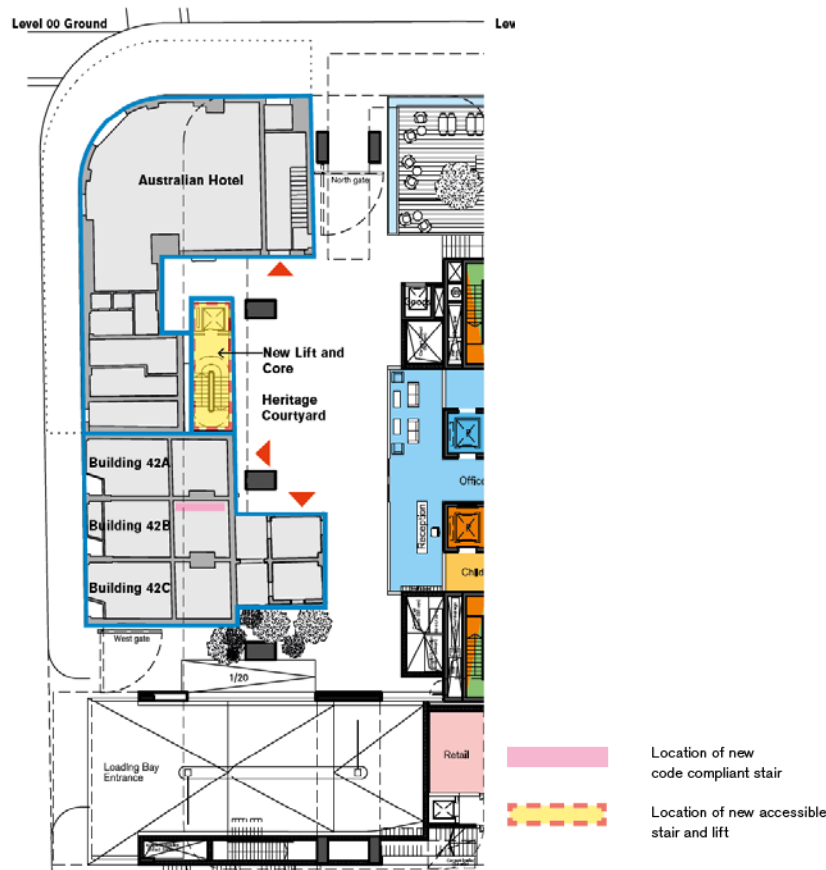 Level 00 Ground
Lev
Australian Hotel
North gate
Goods
New Lift and
Core
Heritage
Courtyard
Building 42A
Building 42B
Building 42C
Office
Reception
Child
West gate
1/20
Loading Bay
Entrance
Retail
Location of new
code compliant stair
Location of new accessible
stair and lift